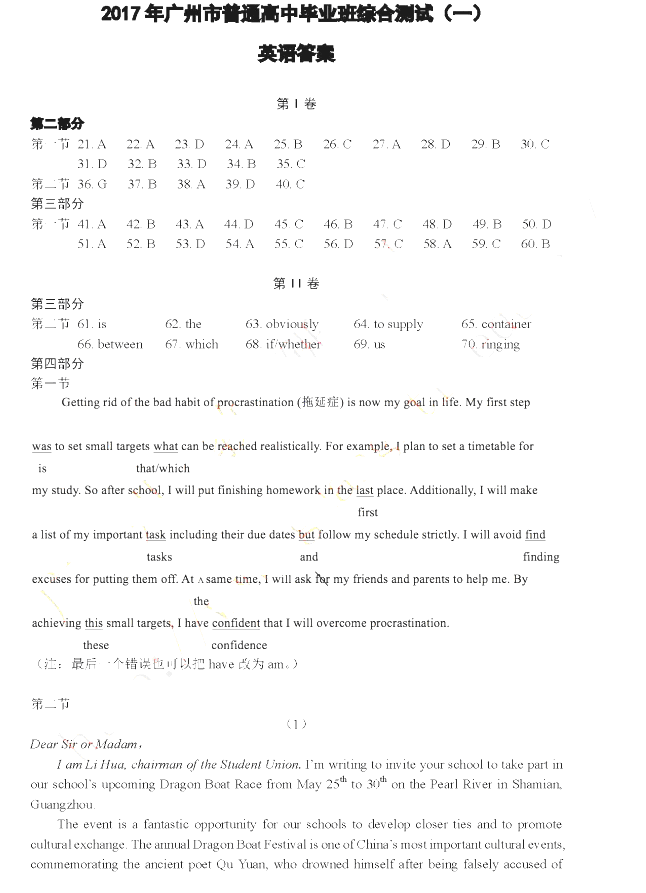 2017年广州市普通高中毕业班综合测试（一）
英语答案
第 I 卷
第二部分
第一节 21. A 22. A 23. D 24. A 25. B 26. C 27. A 28. D 29. B 30. C
31. D 32. B 33. D 34. B 35. C
第二节 36. G 37. B 38. A 39. D 40. C
第三部分
第一节 41. A 42. B 43. A 44. D 45. C 46. B 47. C 48. D 49. B 50. D
51. A 52. B 53. D 54. A 55. C 56. D 57. C 58. A 59. C 60. B
第 II 卷
第三部分
第二节 61. is 62. the 63. obviously 64. to supply 65. container
66. between 67. which 68. if/whether 69. us 70. ringing
第四部分
第一节
Getting rid of the bad habit of procrastination (拖延症) is now my goal in life. My first step
was to set small targets what can be reached realistically. For example, I plan to set a timetable for
is that/which
my study. So after school, I will put finishing homework in the last place. Additionally, I will make
first
a list of my important task including their due dates but follow my schedule strictly. I will avoid find
tasks and finding
excuses for putting them off. At ∧ same time, I will ask for my friends and parents to help me. By
the
achieving this small targets, I have confident that I will overcome procrastination.
these confidence
（注：最后一个错误也可以把 have 改为 am。）
第二节
（1）
Dear Sir or Madam，
I am Li Hua, chairman of the Student Union. I'm writing to invite your school to take part in
our school's upcoming Dragon Boat Race from May 25th to 30th on the Pearl River in Shamian,
Guangzhou.
The event is a fantastic opportunity for our schools to develop closer ties and to promote
cultural exchange. The annual Dragon Boat Festival is one of China's most important cultural events,
commemorating the ancient poet Qu Yuan, who drowned himself after being falsely accused of